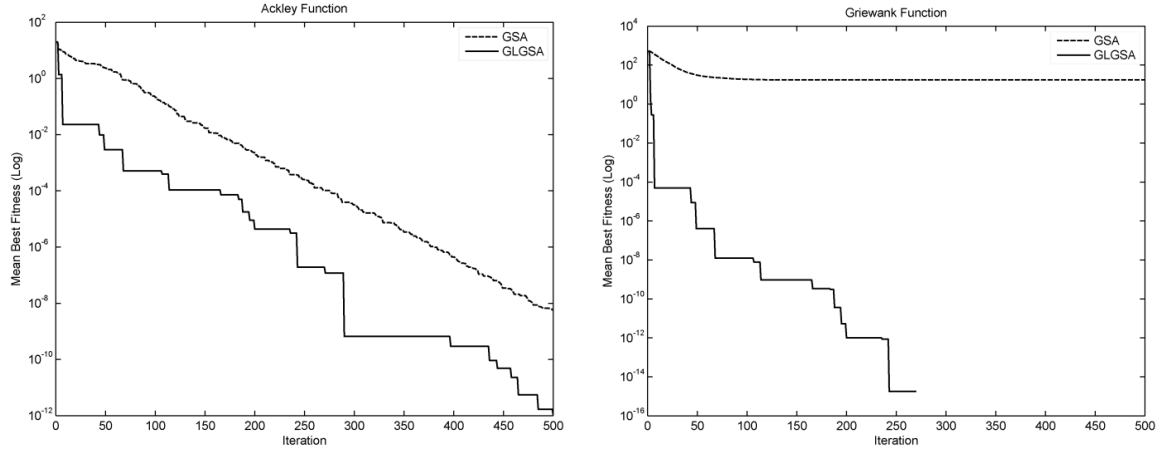 Ackley Function
10^2
10^0
10^-2
10^-4
10^-6
10^-8
10^-10
10^-12
Mean Best Fitness (Log)
GSA
GLGSA
0 50 100 150 200 250 300 350 400 450 500
Iteration
Griewank Function
10^4
10^2
10^0
10^-2
10^-4
10^-6
10^-8
10^-10
10^-12
10^-14
10^-16
Mean Best Fitness (Log)
GSA
GLGSA
0 50 100 150 200 250 300 350 400 450 500
Iteration